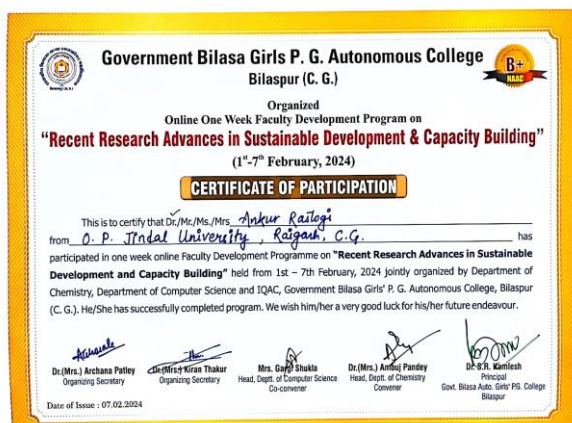 Government Bilasa Girls P. G. Autonomous College
Bilaspur (C. G.)
B+
NAAC
Organized
Online One Week Faculty Development Program on
“Recent Research Advances in Sustainable Development & Capacity Building”
(1st-7th February, 2024)
CERTIFICATE OF PARTICIPATION
This is to certify that Dr./Mr./Ms./Mrs. Ankur Rastogi
from O. P. Jindal University, Raigarh, C.G. has
participated in one week online Faculty Development Programme on “Recent Research Advances in Sustainable
Development and Capacity Building” held from 1st – 7th February, 2024 jointly organized by Department of
Chemistry, Department of Computer Science and IQAC, Government Bilasa Girls' P. G. Autonomous College, Bilaspur
(C. G.). He/She has successfully completed program. We wish him/her a very good luck for his/her future endeavour.
Dr.(Mrs.) Archana Patley
Organizing Secretary
Dr.(Mrs.) Kiran Thakur
Organizing Secretary
Mrs. Gargi Shukla
Head, Deptt. of Computer Science
Co-convener
Dr.(Mrs.) Ambuj Pandey
Head, Deptt. of Chemistry
Convener
Dr. S.R. Kamlesh
Principal
Govt. Bilasa Auto. Girls' P.G. College
Bilaspur
Date of Issue : 07.02.2024